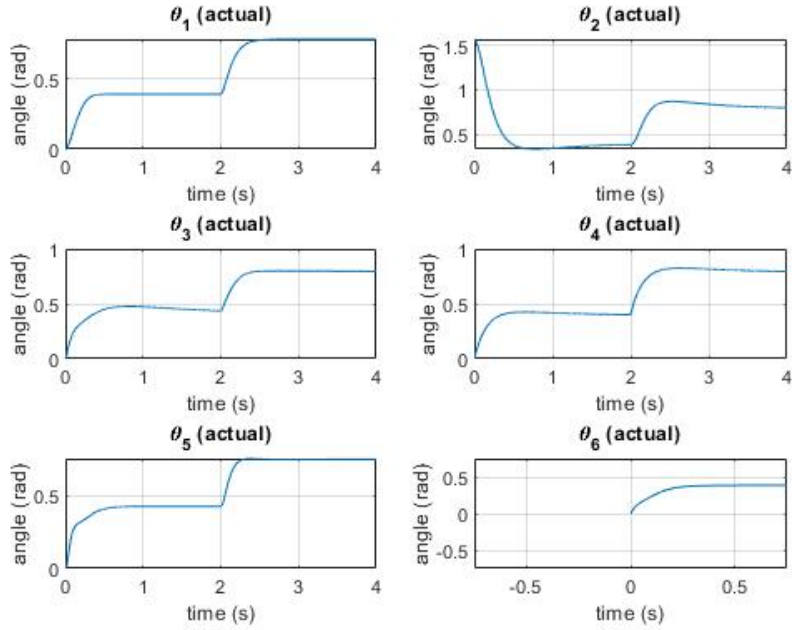 θ1 (actual)
angle (rad)
0.5
0
0 1 2 3 4
time (s)
θ2 (actual)
angle (rad)
1.5
1
0.5
0 1 2 3 4
time (s)
θ3 (actual)
angle (rad)
1
0.5
0
0 1 2 3 4
time (s)
θ4 (actual)
angle (rad)
1
0.5
0
0 1 2 3 4
time (s)
θ5 (actual)
angle (rad)
0.5
0
0 1 2 3 4
time (s)
θ6 (actual)
angle (rad)
0.5
0
-0.5
-0.5 0 0.5
time (s)